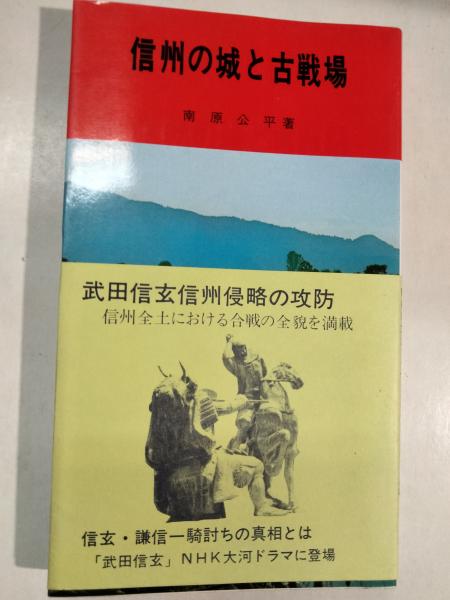 信州の城と古戦場
南原公平著
武田信玄信州侵略の攻防
信州全土における合戦の全貌を満載
信玄・謙信一騎討ちの真相とは
「武田信玄」NHK大河ドラマに登場